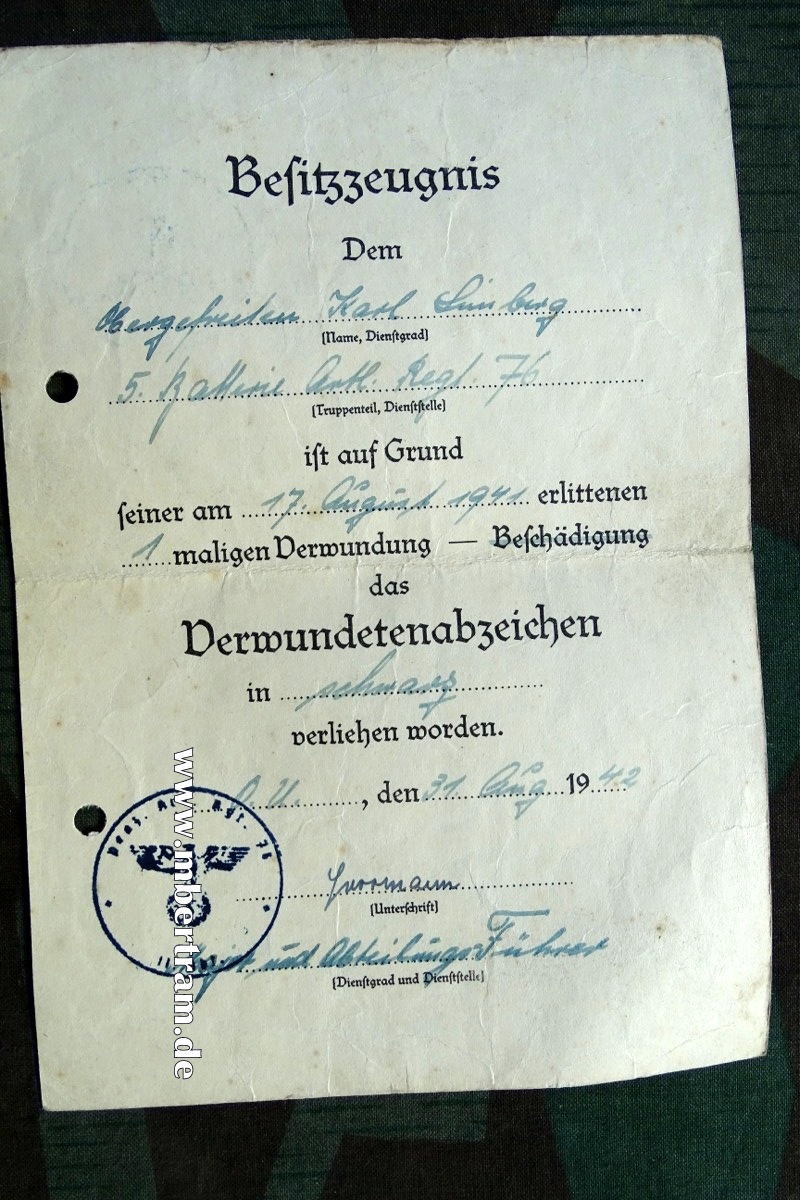 Besitzzeugnis
Dem
Obergefreiten Karl
(Name, Dienstgrad)
5. Batterie Artl. Regt. 76
(Truppenteil, Dienststelle)
ist auf Grund
seiner am 17. August 1941 erlittenen
1 maligen Verwundung — Beschädigung
das
Verwundetenabzeichen
in schwarz
verliehen worden.
O.U., den 31 Aug 1942
(Unterschrift)
und Abteilungs Führer
(Dienstgrad und Dienststelle)
www.mbertram.de